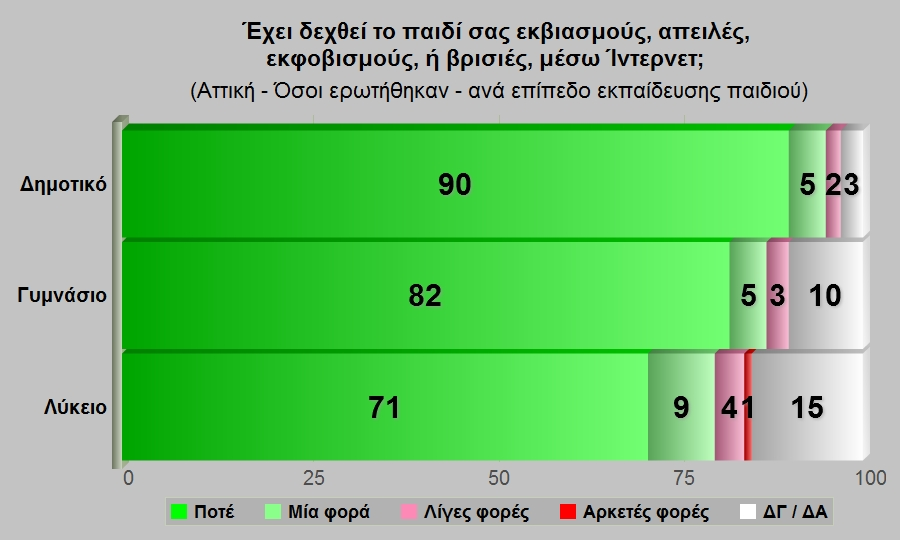 Έχει δεχθεί το παιδί σας εκβιασμούς, απειλές,
εκφοβισμούς, ή βρισιές, μέσω Ίντερνετ;
(Αττική - Όσοι ερωτήθηκαν - ανά επίπεδο εκπαίδευσης παιδιού)
Δημοτικό 90 5 2 3
Γυμνάσιο 82 5 3 10
Λύκειο 71 9 4 1 15
0 25 50 75 100
Ποτέ Μία φορά Λίγες φορές Αρκετές φορές ΔΓ / ΔΑ